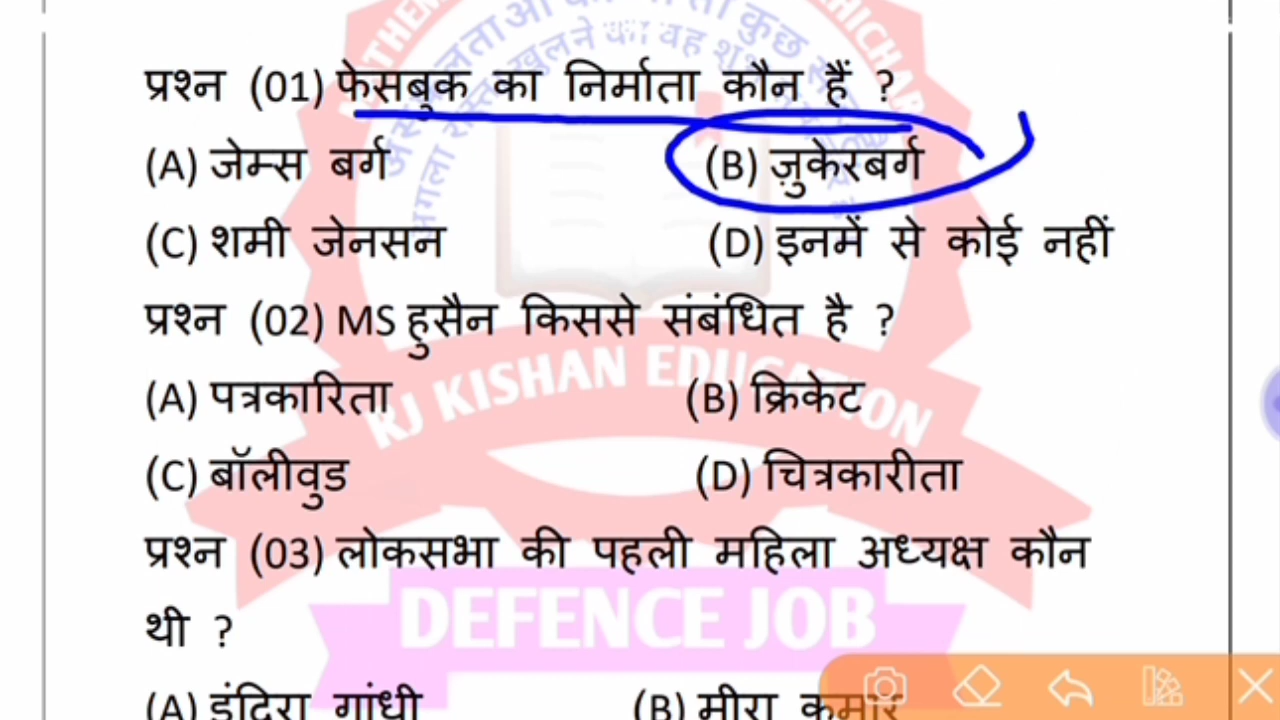 प्रश्न (01) फेसबुक का निर्माता कौन हैं ?
(A) जेम्स बर्ग (B) ज़ुकेरबर्ग
(C) शमी जेनसन (D) इनमें से कोई नहीं
प्रश्न (02) MS हुसैन किससे संबंधित है ?
(A) पत्रकारिता (B) क्रिकेट
RJ KISHAN EDUCATION
(C) बॉलीवुड (D) चित्रकारीता
प्रश्न (03) लोकसभा की पहली महिला अध्यक्ष कौन
थी ?
DEFENCE JOB
(A) इंदिरा गांधी (B) मीरा कुमार